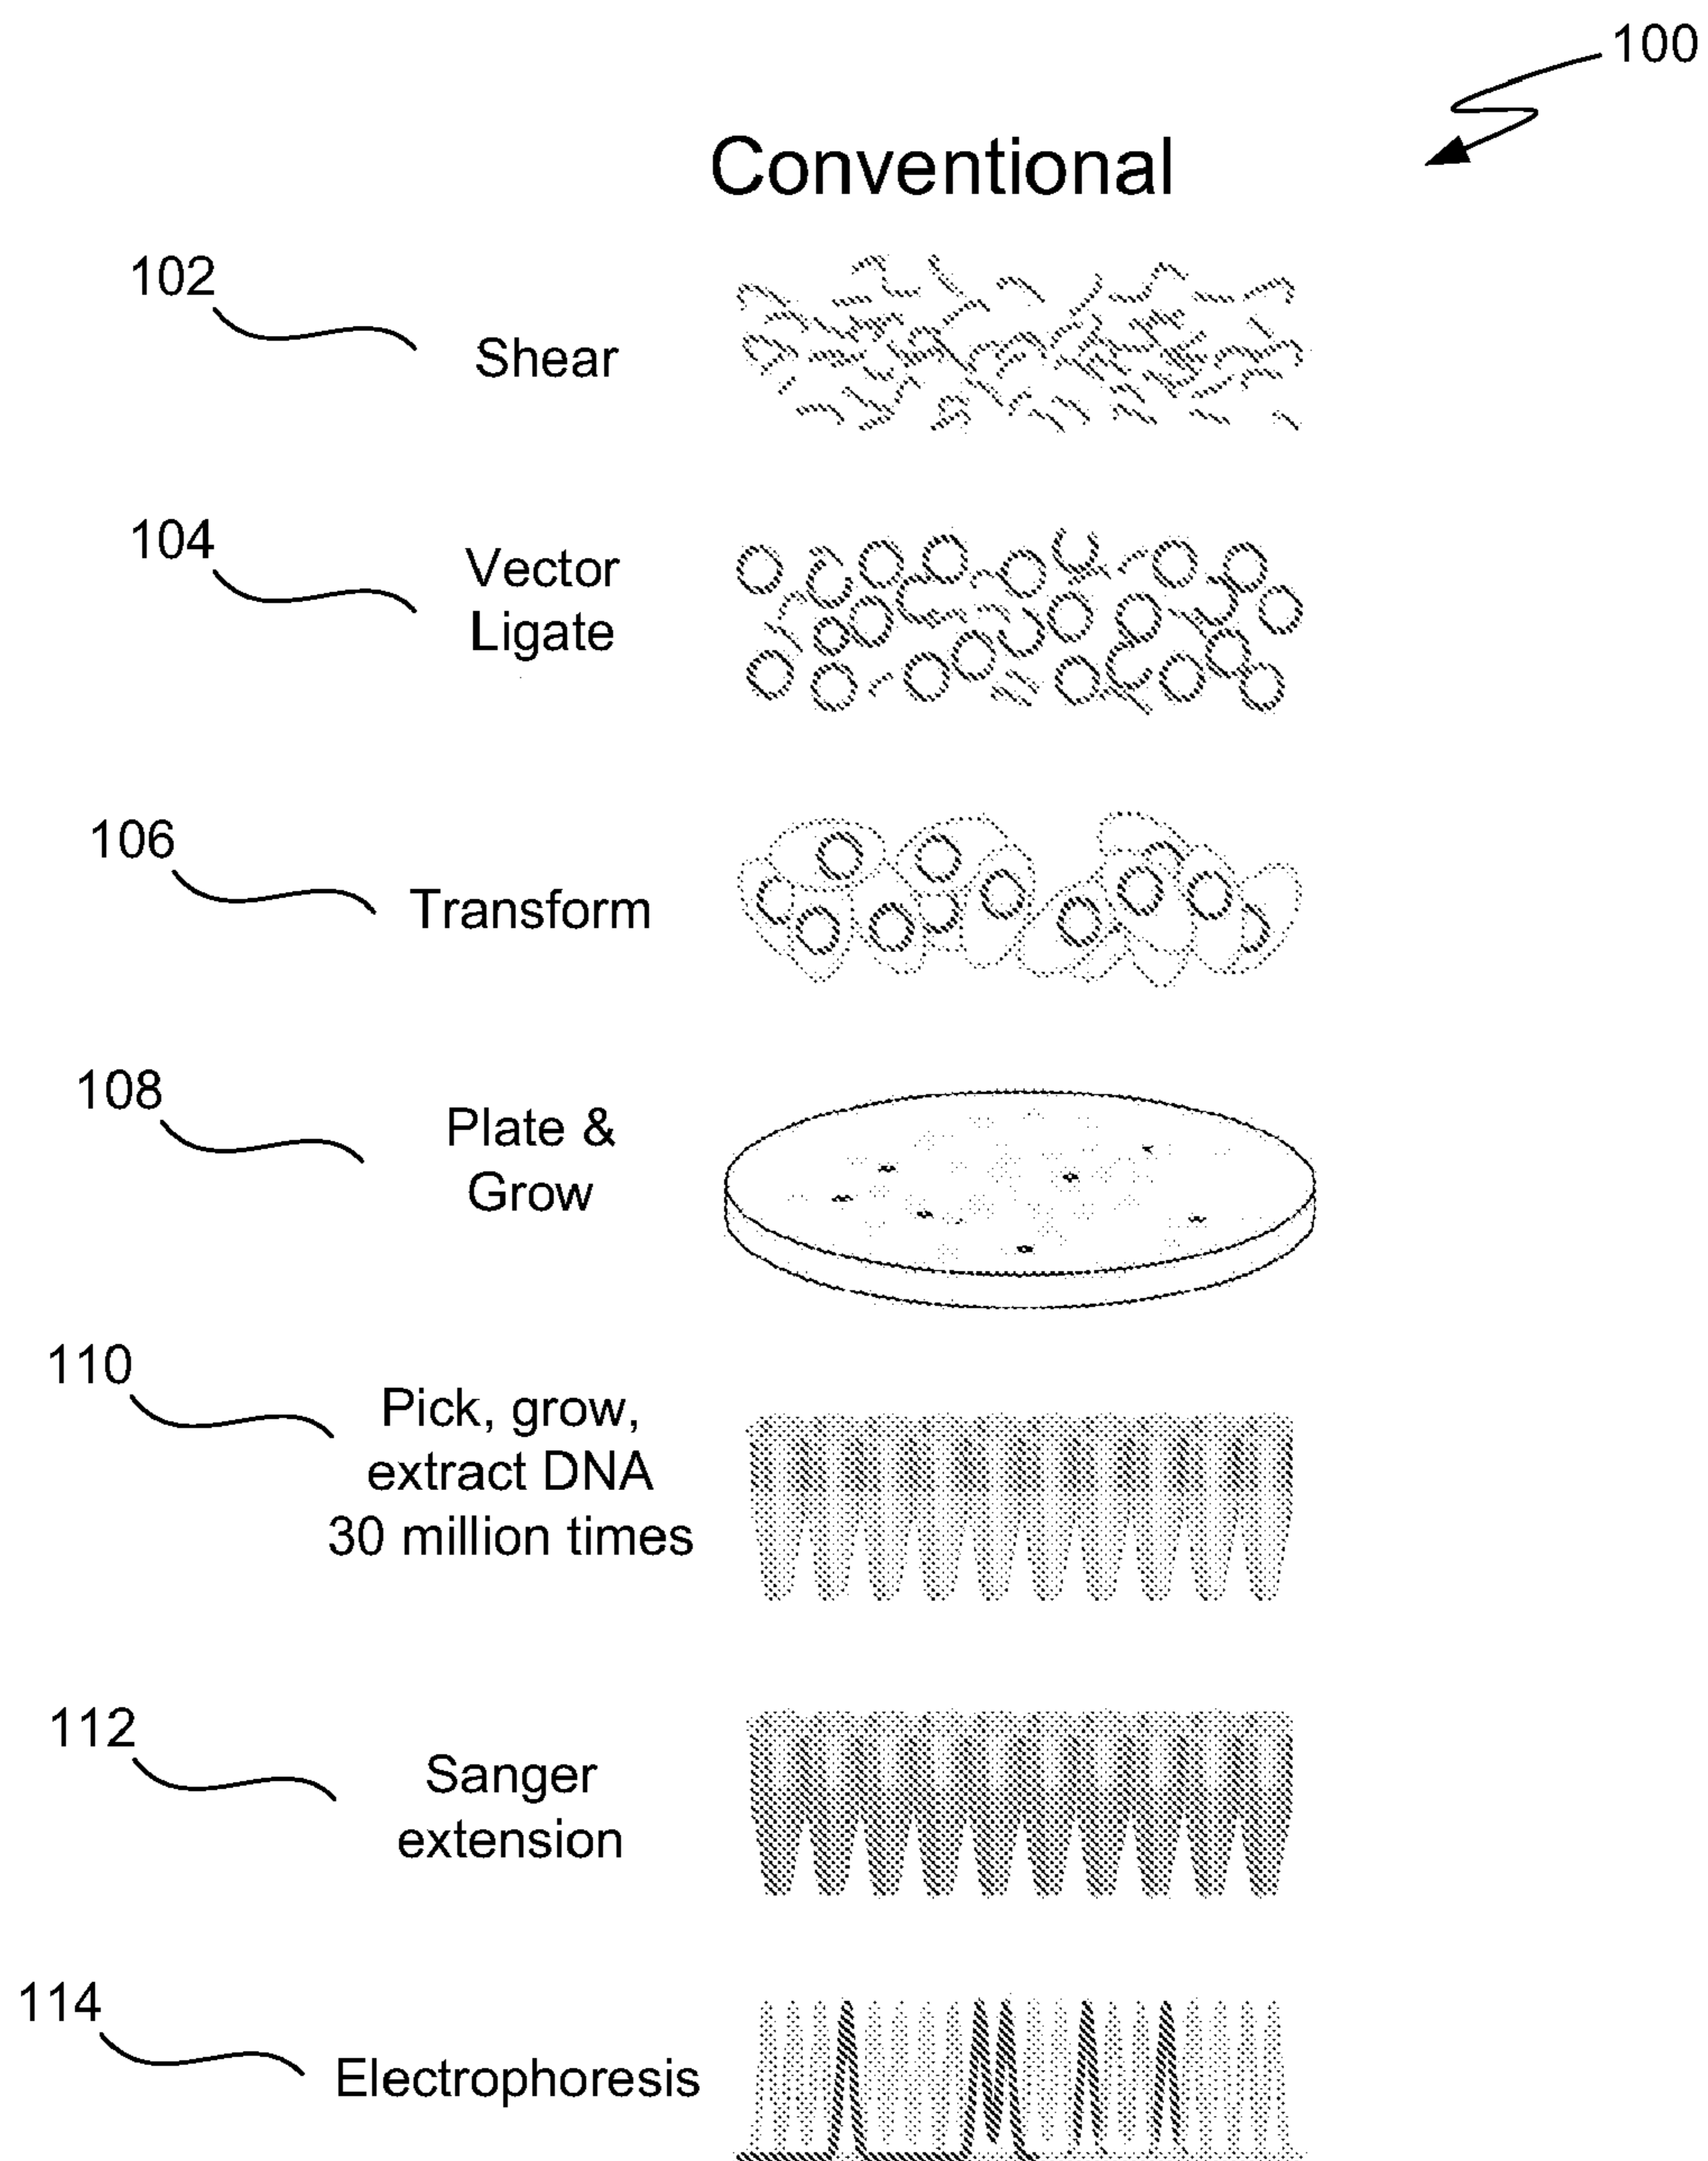 100
Conventional
102
Shear
104
Vector
Ligate
106
Transform
108
Plate &
Grow
110
Pick, grow,
extract DNA
30 million times
112
Sanger
extension
114
Electrophoresis